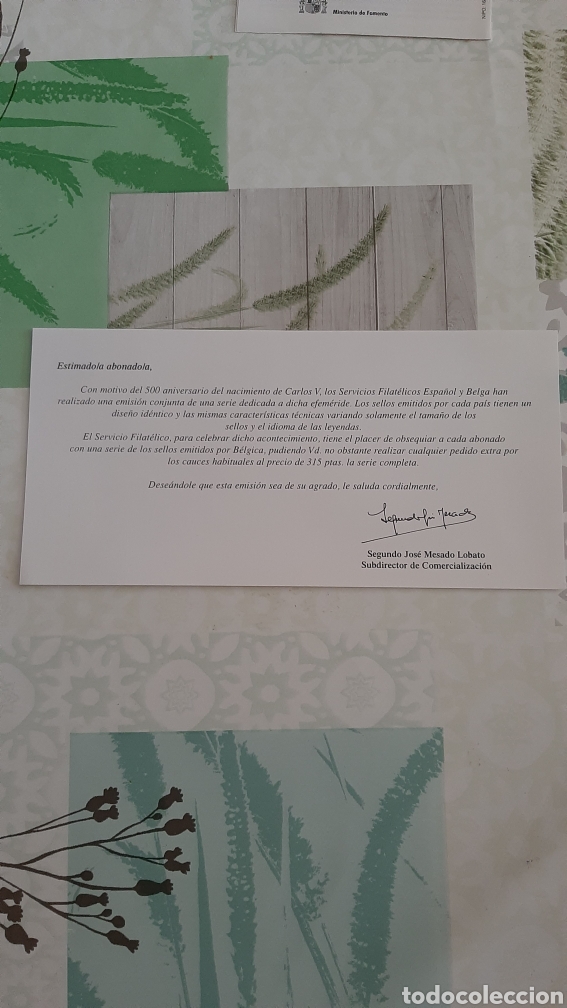 Ministerio de Fomento
Estimado/a abonado/a,
Con motivo del 500 aniversario del nacimiento de Carlos V, los Servicios Filatélicos Español y Belga han
realizado una emisión conjunta de una serie dedicada a dicha efeméride. Los sellos emitidos por cada país tienen un
diseño idéntico y las mismas características técnicas variando solamente el tamaño de los
sellos y el idioma de las leyendas.
El Servicio Filatélico, para celebrar dicho acontecimiento, tiene el placer de obsequiar a cada abonado
con una serie de los sellos emitidos por Bélgica, pudiendo Vd. no obstante realizar cualquier pedido extra por
los cauces habituales al precio de 315 ptas. la serie completa.
Deseándole que esta emisión sea de su agrado, le saluda cordialmente,
Segundo José Mesado Lobato
Subdirector de Comercialización
todocoleccion